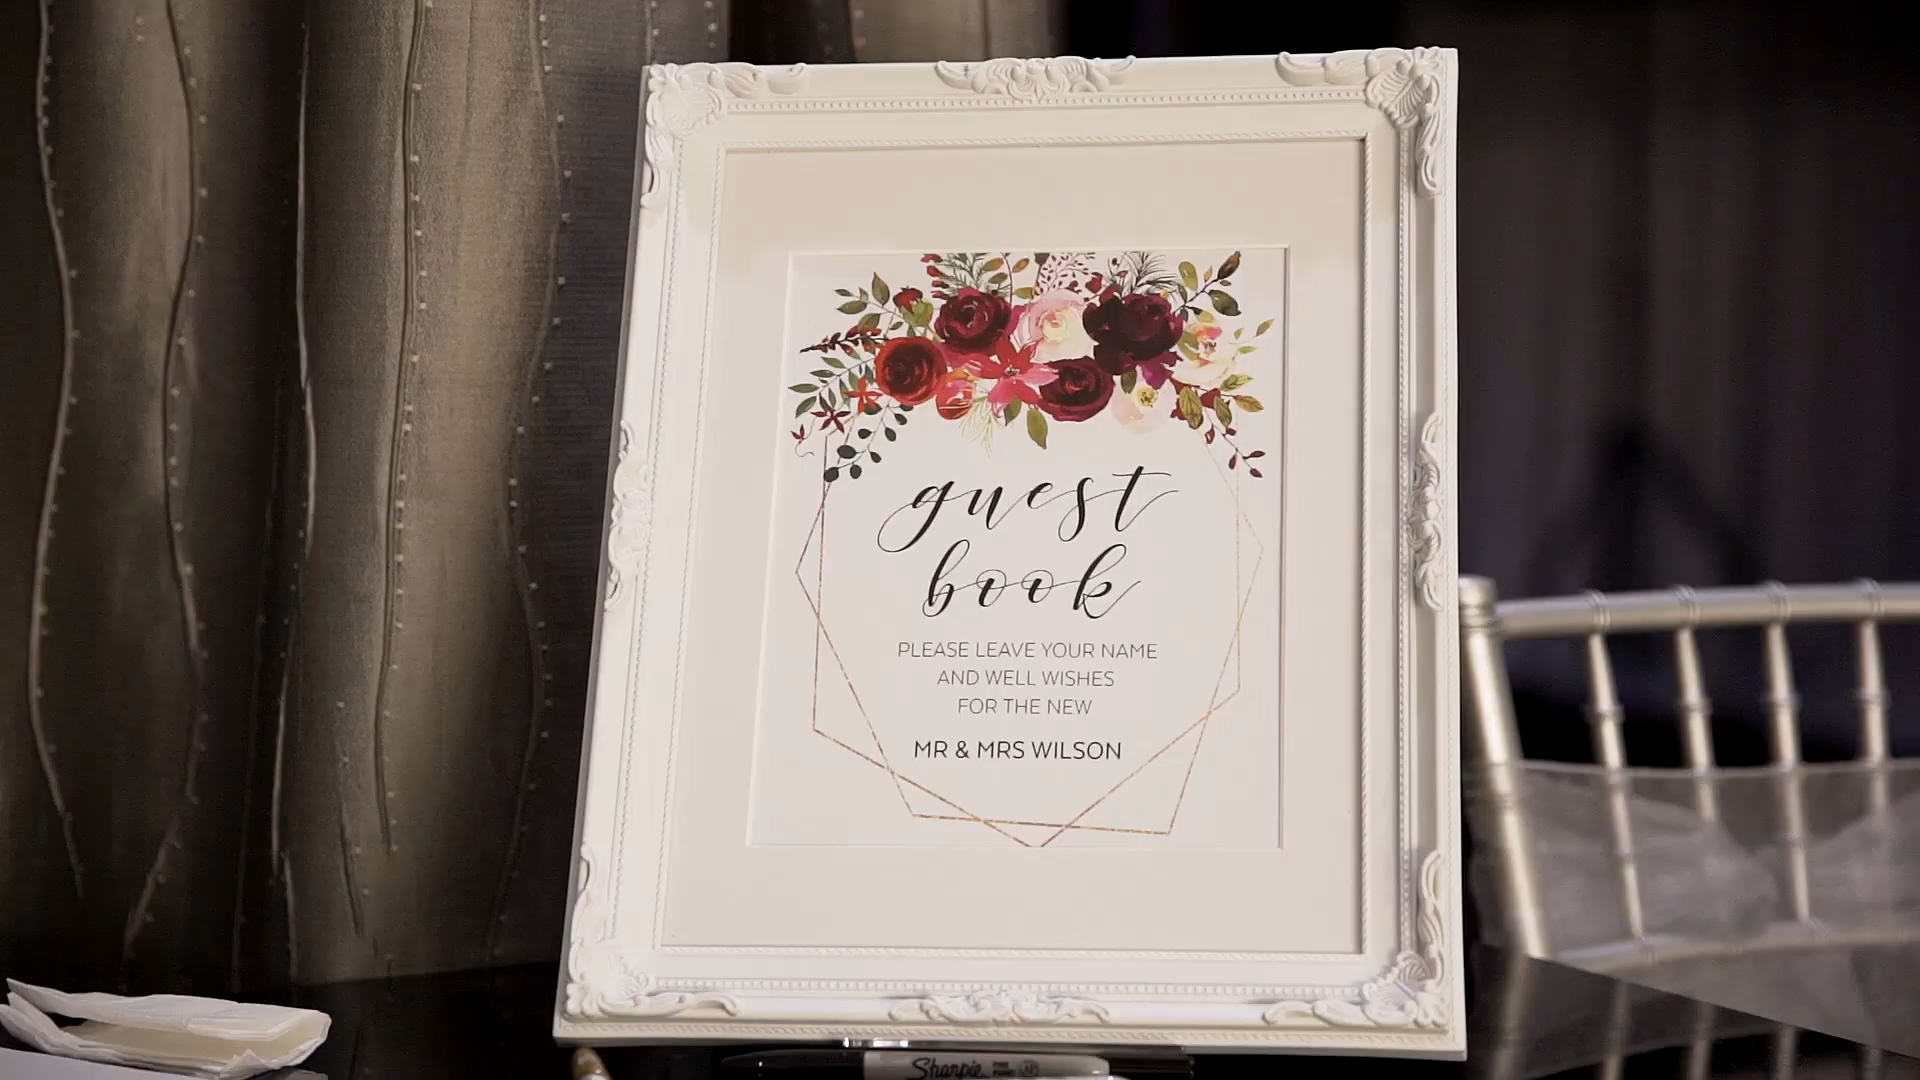 guest
book
PLEASE LEAVE YOUR NAME
AND WELL WISHES
FOR THE NEW
MR & MRS WILSON
Sharpie